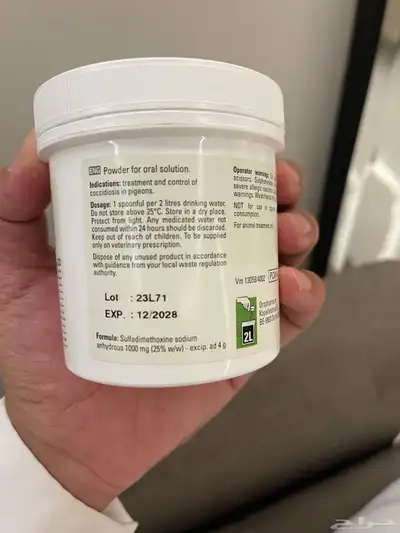 ENG Powder for oral solution.
Indications: treatment and control of
coccidiosis in pigeons.
Dosage: 1 spoonful per 2 litres drinking water.
Do not store above 25°C. Store in a dry place.
Protect from light. Any medicated water not
consumed within 24 hours should be discarded.
Keep out of reach of children. To be supplied
only on veterinary prescription.
Dispose of any unused product in accordance
with guidance from your local waste regulation
authority.
Lot : 23L71
EXP. : 12/2028
Formula: Sulfadimethoxine sodium
anhydrous 1000 mg (25% w/w) - excip. ad 4 g
Operator warnings:
severe allergic
warnings.
NOT for use in
consumption.
For animal treatment
Vm 13058/4002
2L
حراج